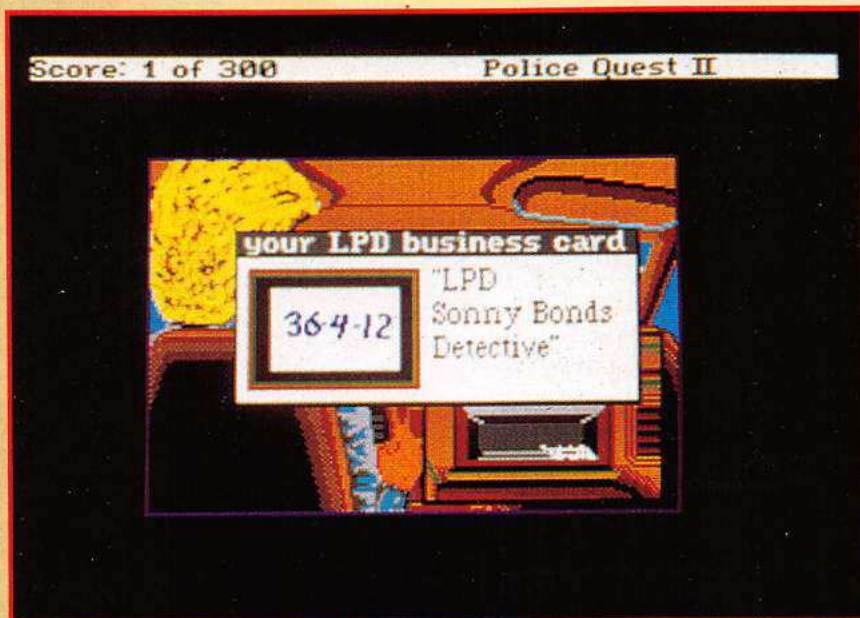 Score: 1 of 300 Police Quest II
your LPD business card
36-4-12
"LPD
Sonny Bonds
Detective"